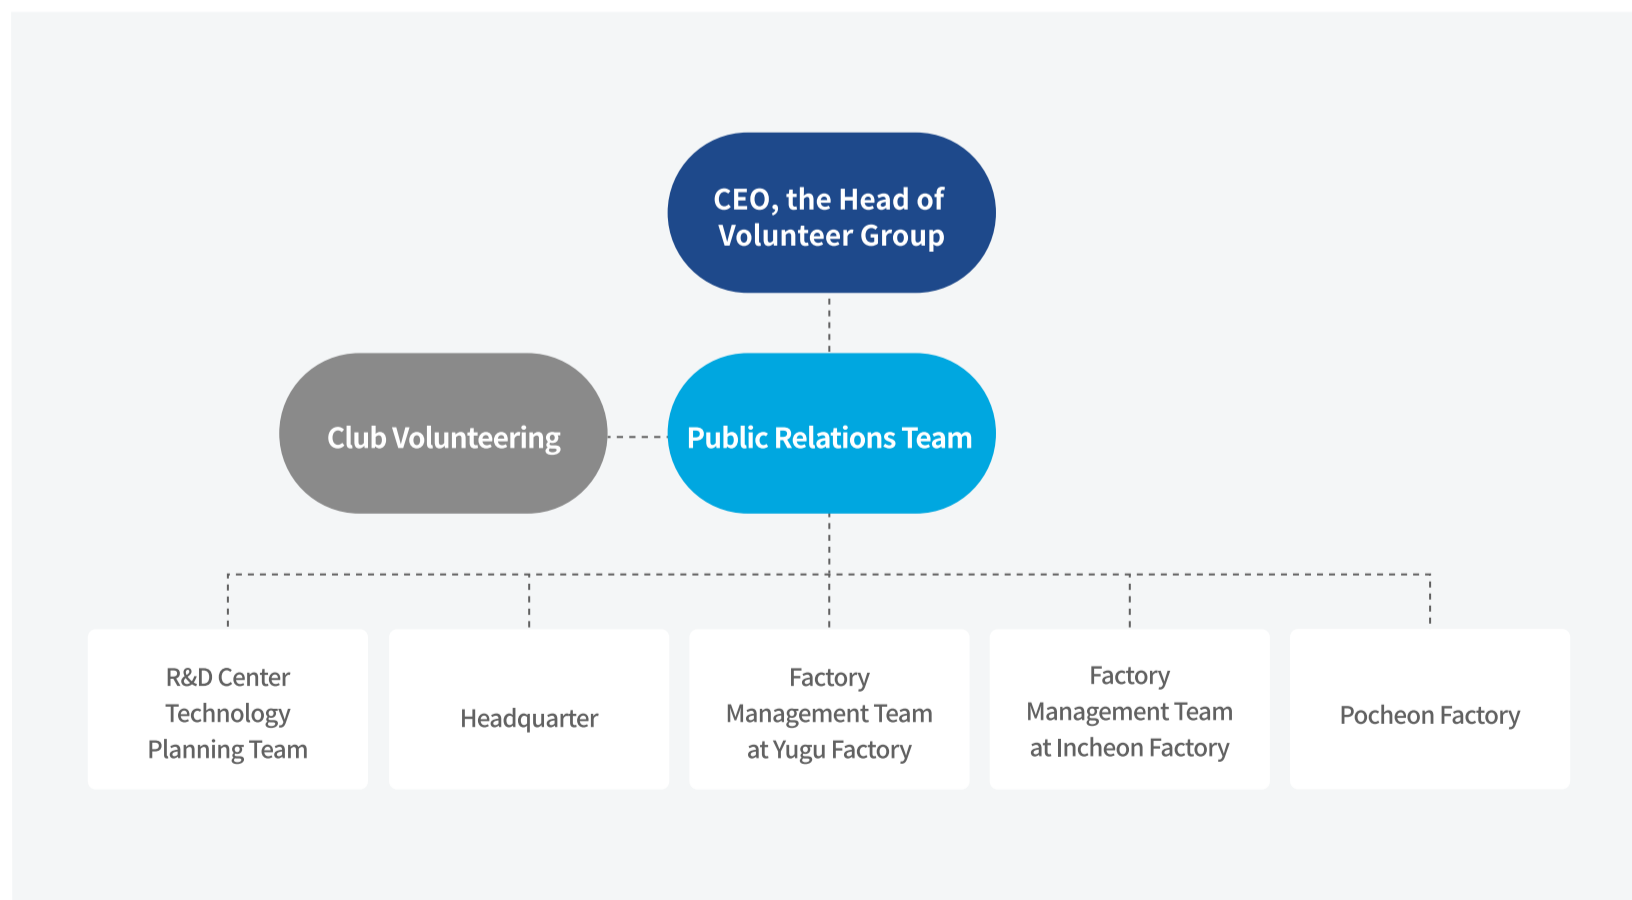 CEO, the Head of
Volunteer Group
Club Volunteering
Public Relations Team
R&D Center
Technology
Planning Team
Headquarter
Factory
Management Team
at Yugu Factory
Factory
Management Team
at Incheon Factory
Pocheon Factory